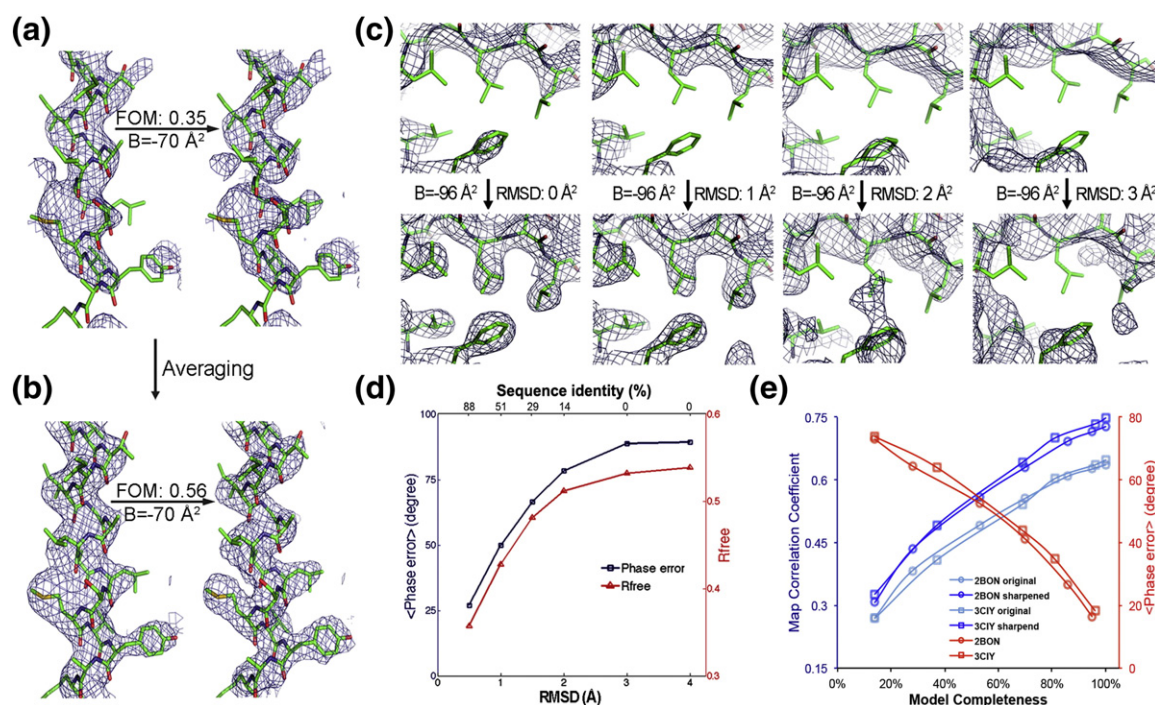 (a)
FOM: 0.35
B=-70 Å²
Averaging
(b)
FOM: 0.56
B=-70 Å²
(c)
B=-96 Å² RMSD: 0 Å²
B=-96 Å² RMSD: 1 Å²
B=-96 Å² RMSD: 2 Å²
B=-96 Å² RMSD: 3 Å²
(d)
Sequence identity (%)
88 51 29 14 0 0
100 75 50 25 0
<Phase error> (degree)
0.6 0.5 0.4 0.3
Rfree
Phase error
Rfree
0 1 2 3 4
RMSD (Å)
(e)
0.75 0.6 0.45 0.3 0.15
Map Correlation Coefficient
80 60 40 20 0
<Phase error> (degree)
2BON original
2BON sharpened
3CIY original
3CIY sharpend
2BON
3CIY
0% 20% 40% 60% 80% 100%
Model Completeness